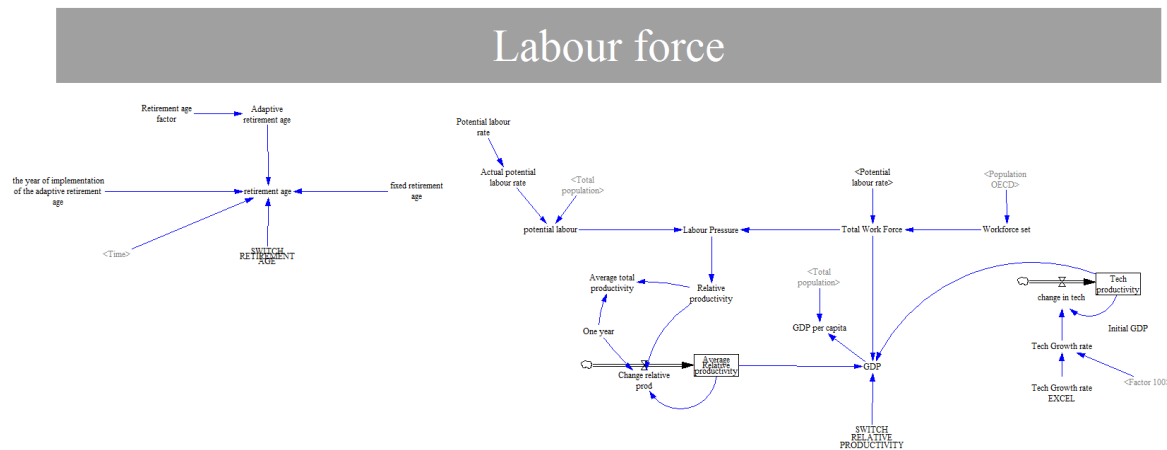 Labour force
Retirement age
factor
Adaptive
retirement age
the year of implementation
of the adaptive retirement
age
retirement age
fixed retirement
age
<Time>
SWITCH
RETIREMENT
AGE
Potential labour
rate
Actual potential
labour rate
<Total
population>
potential labour
Labour Pressure
<Potential
labour rate>
Total Work Force
<Population
OECD>
Workforce set
Average total
productivity
Relative
productivity
<Total
population>
GDP per capita
One year
Change relative
prod
Average
Relative
productivity
GDP
SWITCH
RELATIVE
PRODUCTIVITY
Tech
productivity
change in tech
Initial GDP
Tech Growth rate
Tech Growth rate
EXCEL
<Factor 100>